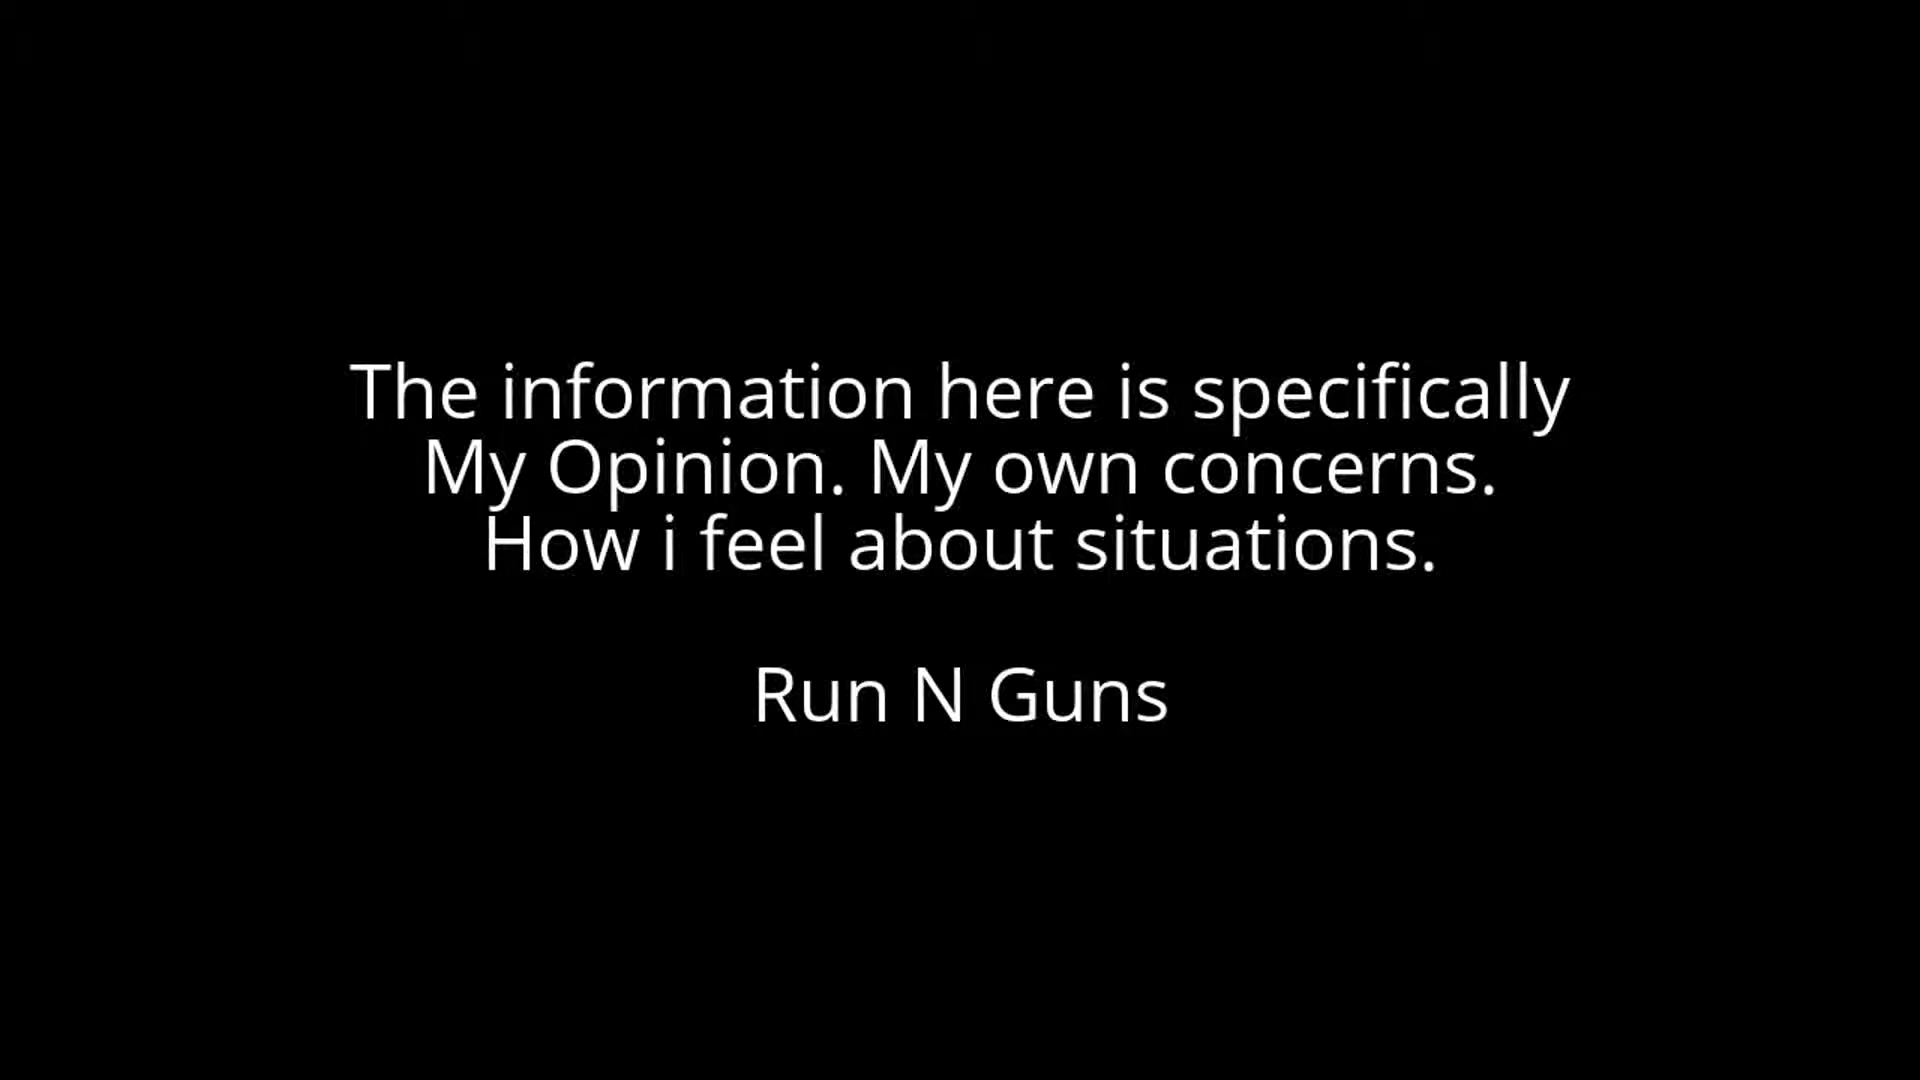 The information here is specifically
My Opinion. My own concerns.
How i feel about situations.
Run N Guns